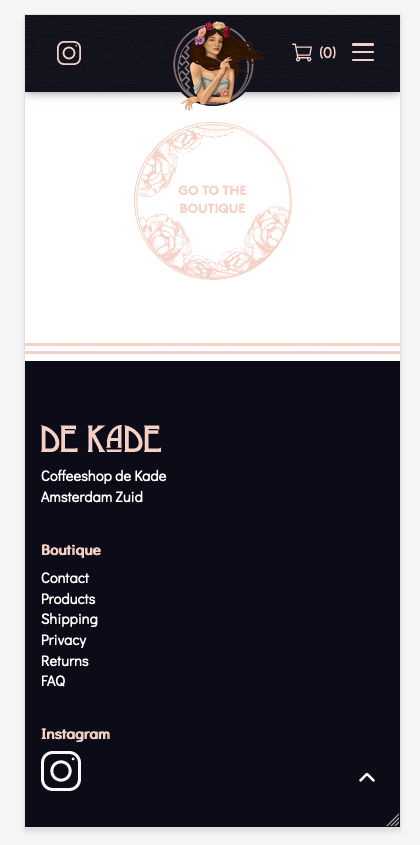 (0)
GO TO THE
BOUTIQUE
DE KADE
Coffeeshop de Kade
Amsterdam Zuid
Boutique
Contact
Products
Shipping
Privacy
Returns
FAQ
Instagram